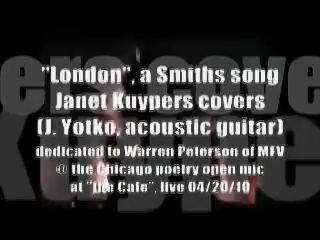 "London", a Smiths song
Janet Kuypers covers
(J. Yotko, acoustic guitar)
dedicated to Warren Peterson of MFV
@ the Chicago poetry open mic
at "the Cafe", live 04/20/10